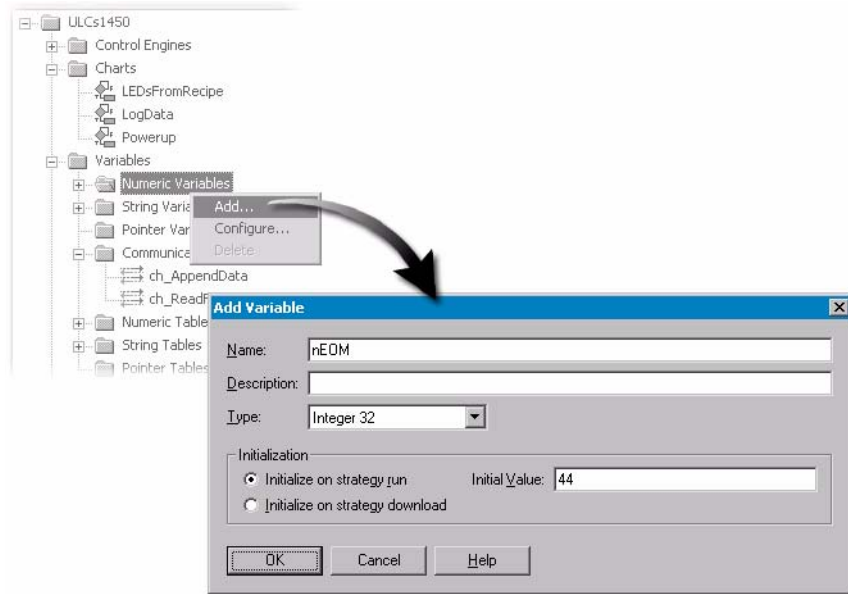 ULCs1450
Control Engines
Charts
LEDsFromRecipe
LogData
Powerup
Variables
Numeric Variables
String Varia
Add...
Pointer Var
Configure...
Communica
Delete
ch_AppendData
ch_ReadF
Numeric Table
String Tables
Pointer Tables
Add Variable
Name: nEOM
Description:
Type: Integer 32
Initialization
Initialize on strategy run Initial Value: 44
Initialize on strategy download
OK Cancel Help